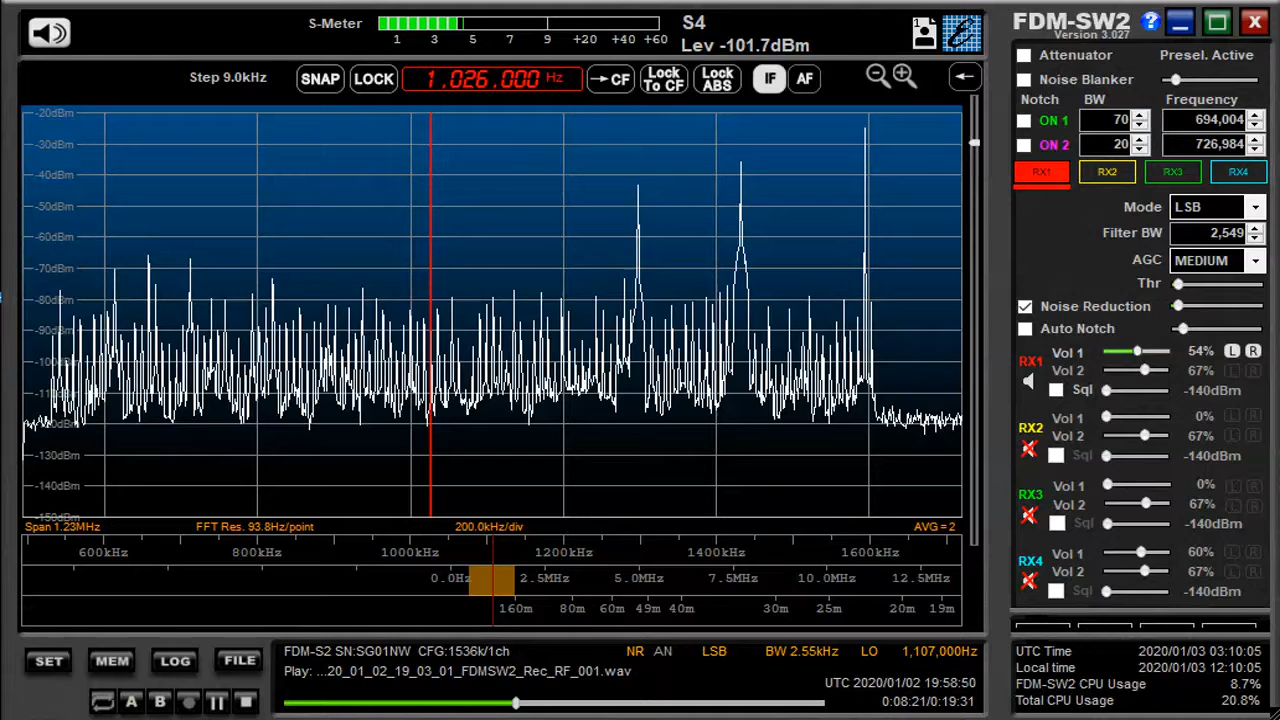 S-Meter
1 3 5 7 9 +20 +40 +60
S4
Lev -101.7dBm
FDM-SW2
Version 3.027
Step 9.0kHz
SNAP LOCK 1.026.000 Hz →CF Lock To CF Lock ABS IF AF
-20dBm
-30dBm
-40dBm
-50dBm
-60dBm
-70dBm
-80dBm
-90dBm
-100dBm
-110dBm
-120dBm
-130dBm
-140dBm
-150dBm
Span 1.23MHz FFT Res. 93.8Hz/point 200.0kHz/div AVG=2
600kHz 800kHz 1000kHz 1200kHz 1400kHz 1600kHz
0.0Hz 2.5MHz 5.0MHz 7.5MHz 10.0MHz 12.5MHz
160m 80m 60m 49m 40m 30m 25m 20m 19m
SET MEM LOG FILE
A B
FDM-S2 SN:SG01NW CFG:1536k/1ch NR AN LSB BW 2.55kHz LO 1,107,000Hz
Play: ...20_01_02_19_03_01_FDMSW2_Rec_RF_001.wav
UTC 2020/01/02 19:58:50
0:08:21/0:19:31
Attenuator Presel. Active
Noise Blanker
Notch BW Frequency
ON 1 70 694,004
ON 2 20 726,984
RX1 RX2 RX3 RX4
Mode LSB
Filter BW 2,549
AGC MEDIUM
Thr
Noise Reduction
Auto Notch
RX1
Vol 1 54% L R
Vol 2 67% L R
Sql -140dBm
RX2
Vol 1 0% L R
Vol 2 67% L R
Sql -140dBm
RX3
Vol 1 0% L R
Vol 2 67% L R
Sql -140dBm
RX4
Vol 1 60% L R
Vol 2 67% L R
Sql -140dBm
UTC Time 2020/01/03 03:10:05
Local time 2020/01/03 12:10:05
FDM-SW2 CPU Usage 8.7%
Total CPU Usage 20.8%